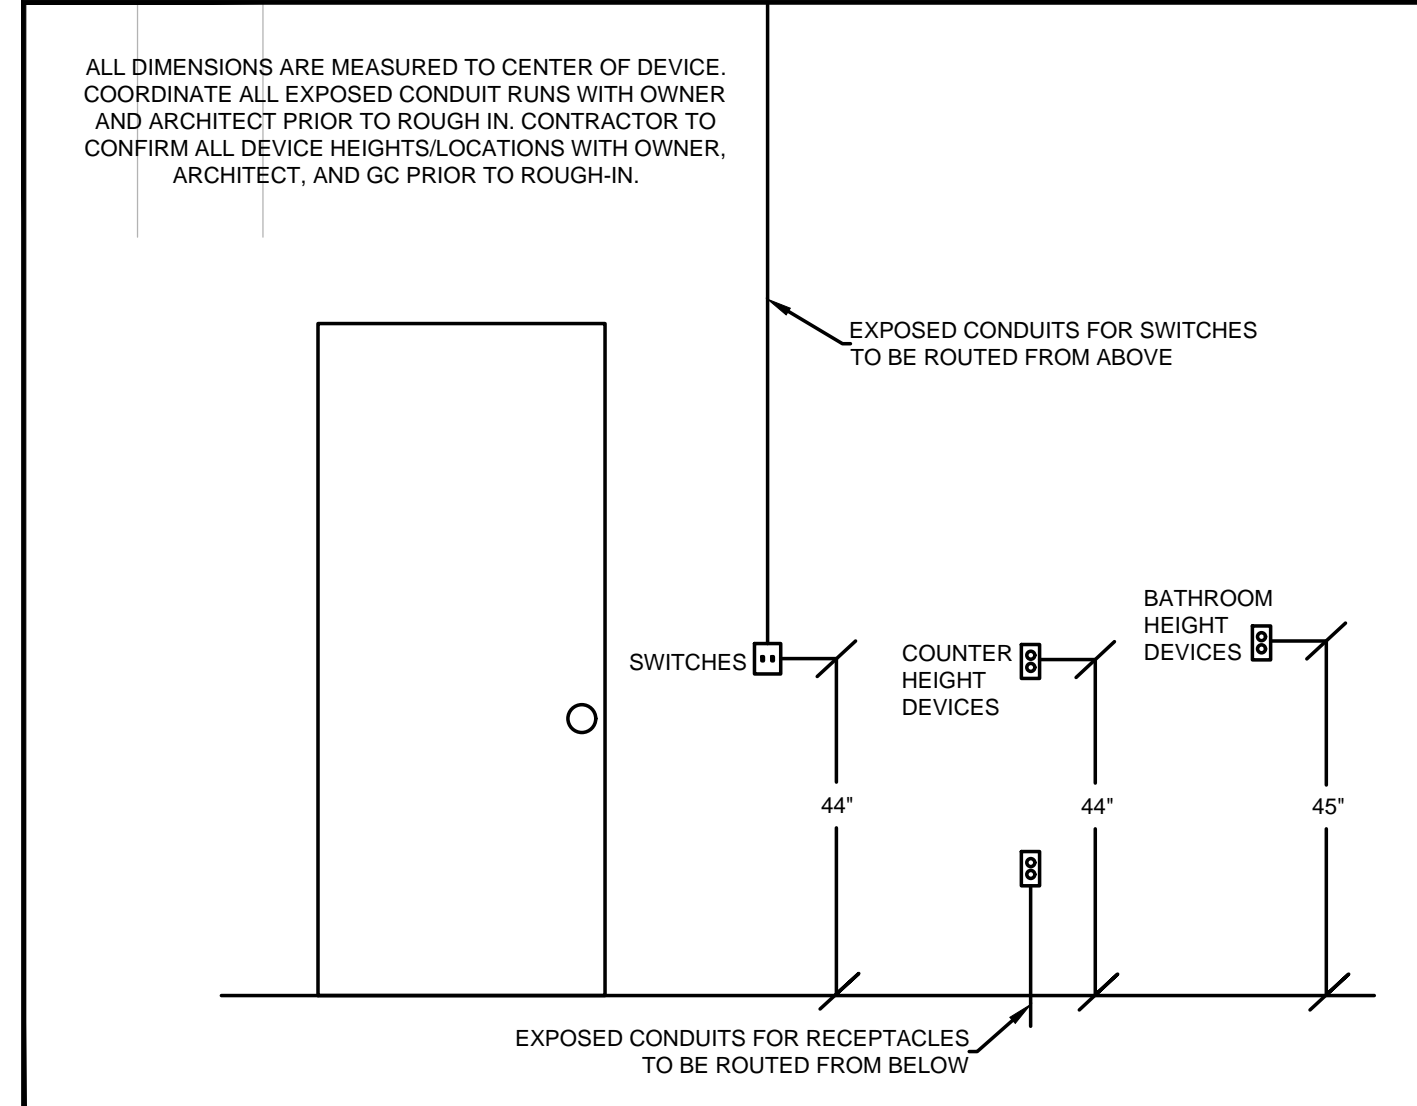 ALL DIMENSIONS ARE MEASURED TO CENTER OF DEVICE.
COORDINATE ALL EXPOSED CONDUIT RUNS WITH OWNER
AND ARCHITECT PRIOR TO ROUGH IN. CONTRACTOR TO
CONFIRM ALL DEVICE HEIGHTS/LOCATIONS WITH OWNER,
ARCHITECT, AND GC PRIOR TO ROUGH-IN.
EXPOSED CONDUITS FOR SWITCHES
TO BE ROUTED FROM ABOVE
SWITCHES
COUNTER
HEIGHT
DEVICES
BATHROOM
HEIGHT
DEVICES
44"
44"
45"
EXPOSED CONDUITS FOR RECEPTACLES
TO BE ROUTED FROM BELOW